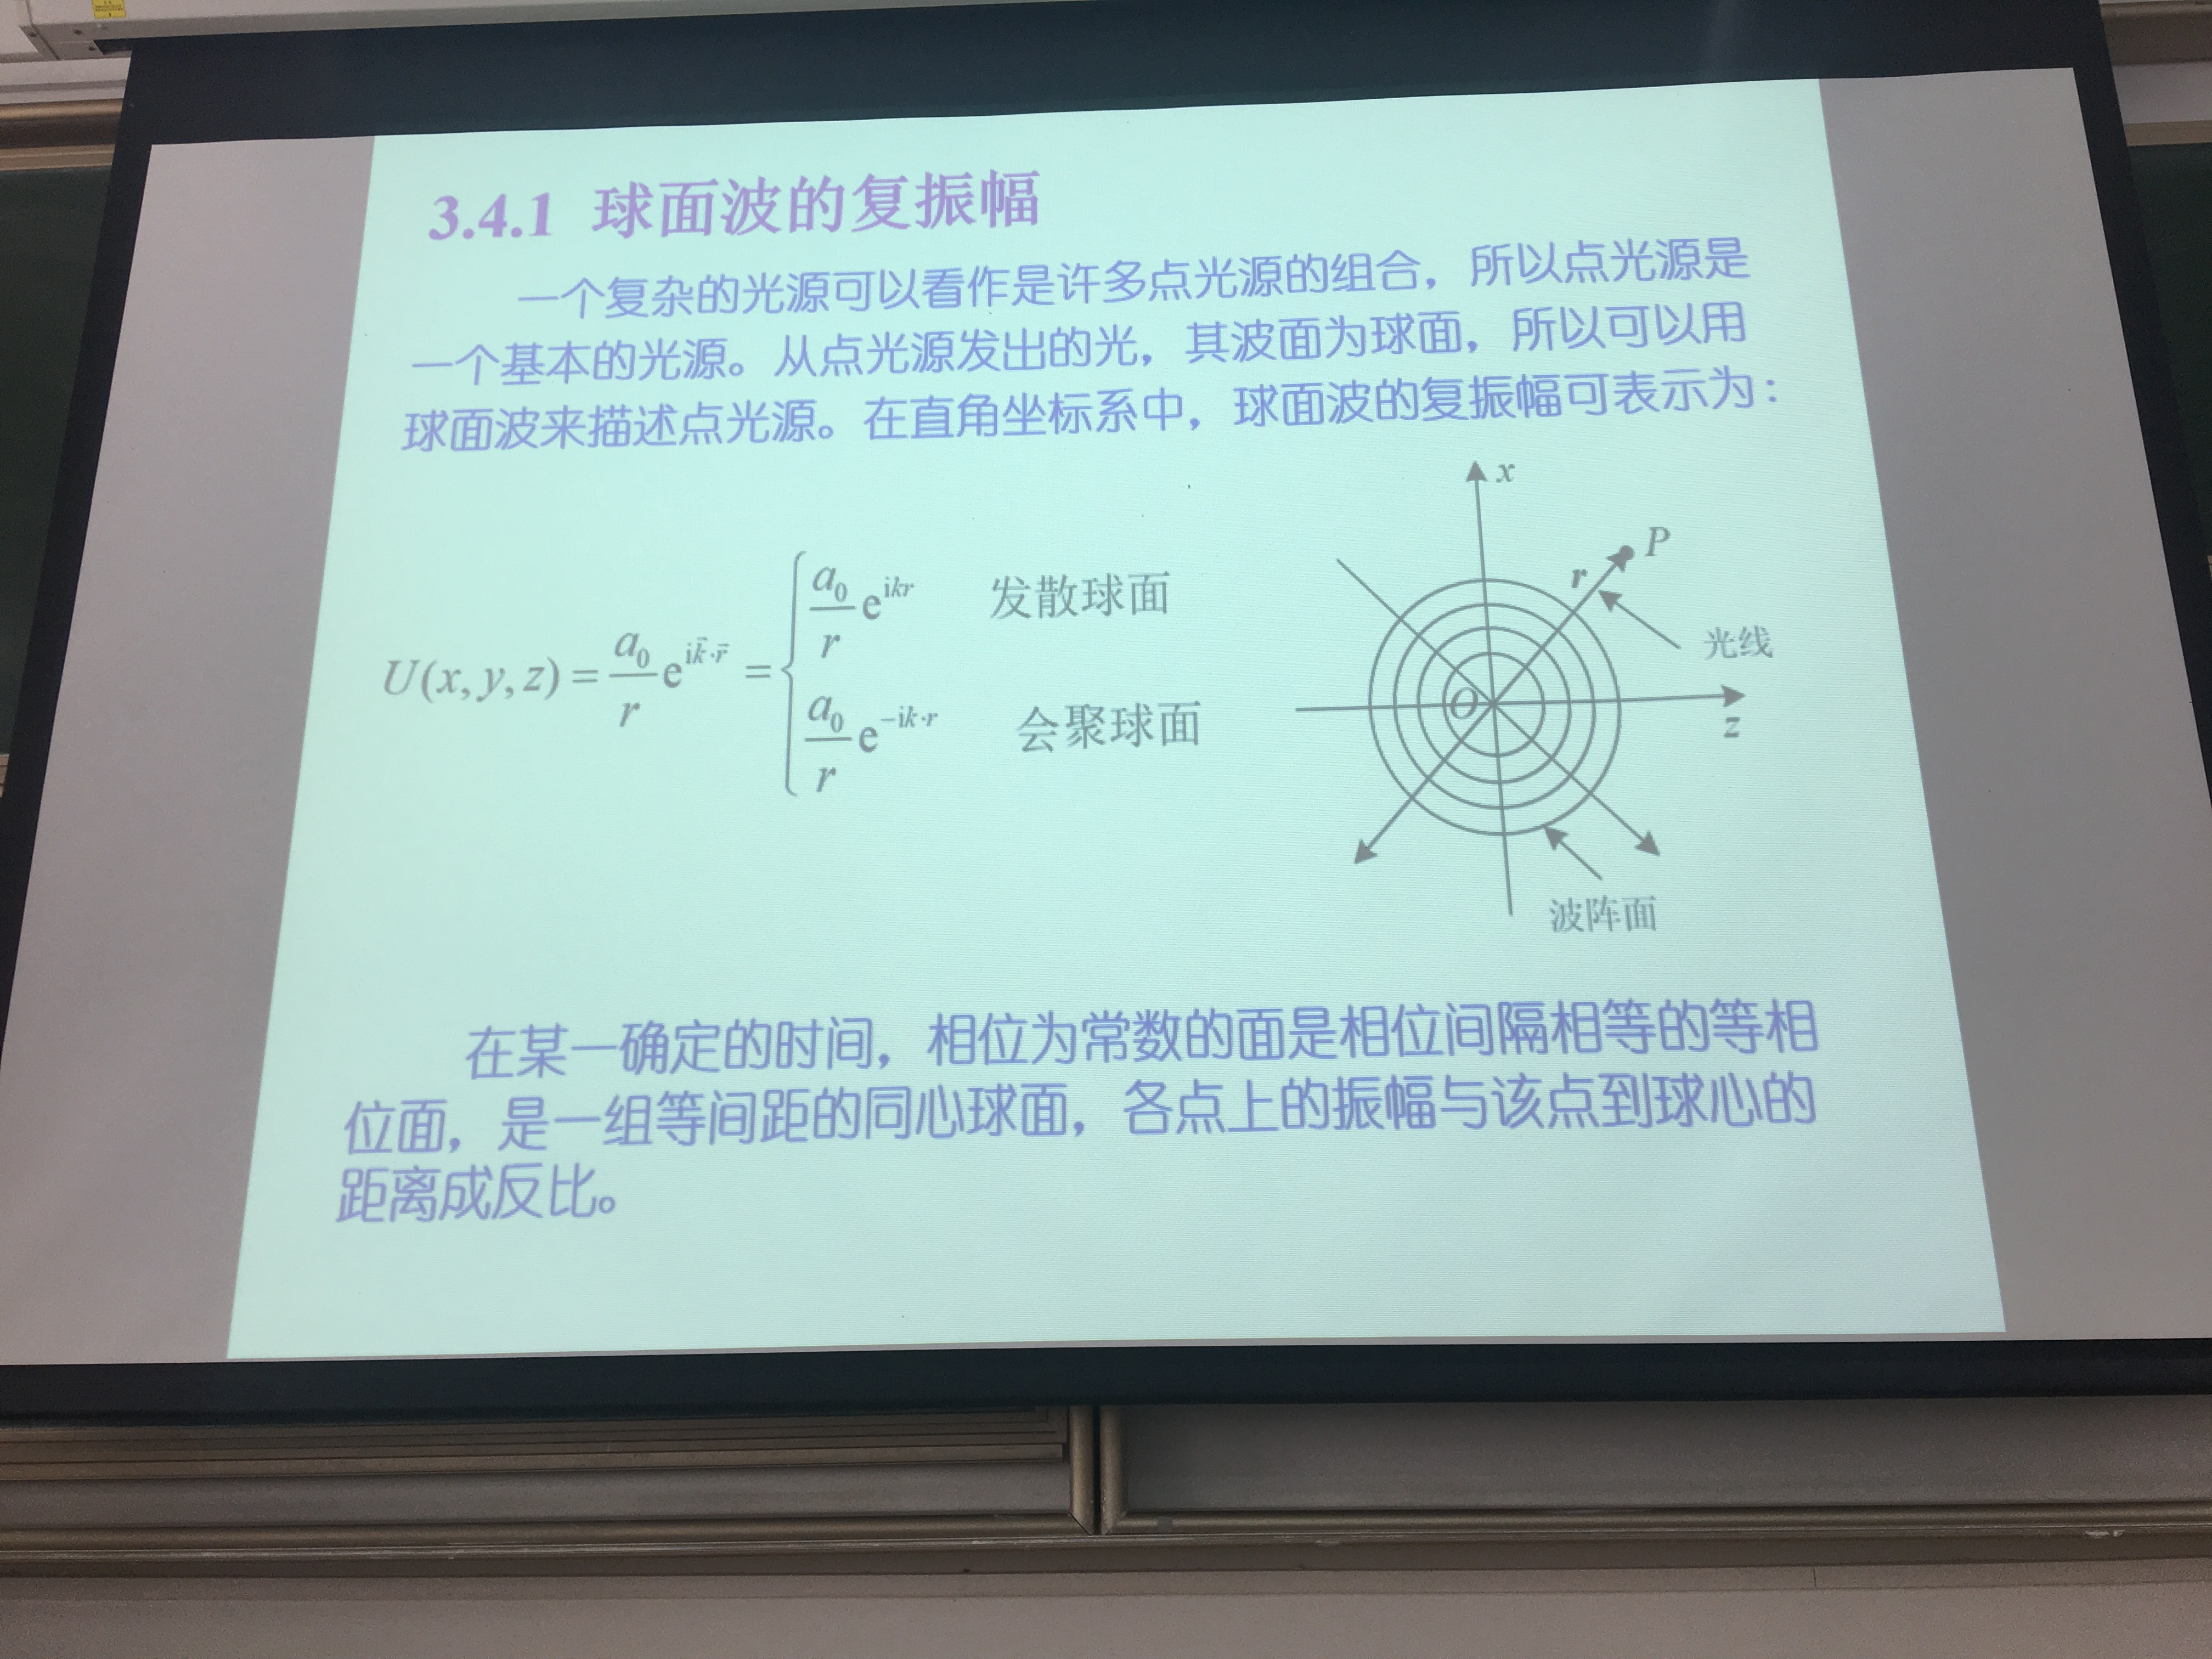 3.4.1 球面波的复振幅
一个复杂的光源可以看作是许多点光源的组合，所以点光源是
一个基本的光源。从点光源发出的光，其波面为球面，所以可以用
球面波来描述点光源。在直角坐标系中，球面波的复振幅可表示为：
U(x, y, z) = \frac{a_0}{r} e^{i\vec{k}\cdot\vec{r}} = \begin{cases} \frac{a_0}{r} e^{ikr} & 发散球面 \\ \frac{a_0}{r} e^{-ik\cdot r} & 会聚球面 \end{cases}
x
P
r
光线
O
z
波阵面
在某一确定的时间，相位为常数的面是相位间隔相等的等相
位面，是一组等间距的同心球面，各点上的振幅与该点到球心的
距离成反比。